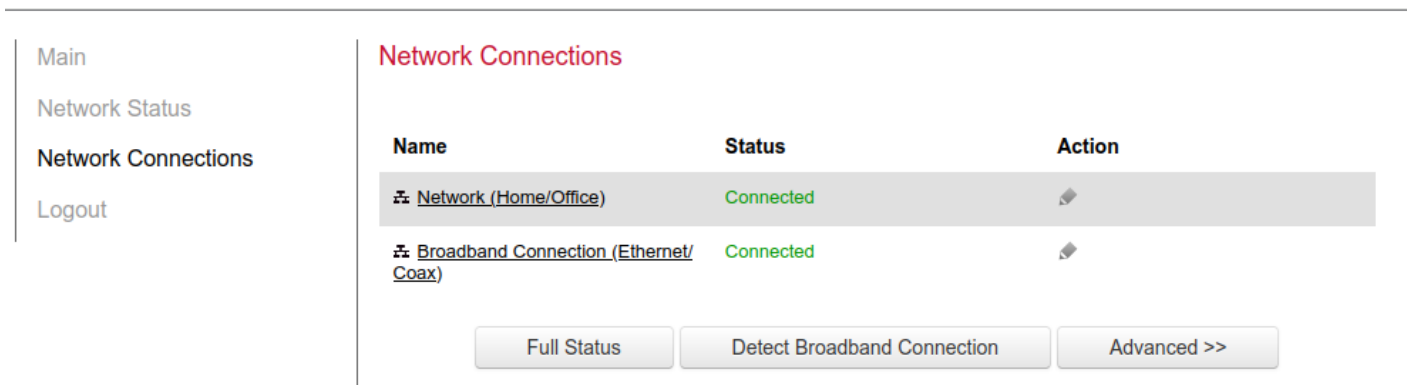 Main
Network Status
Network Connections
Logout
Network Connections
Name Status Action
Network (Home/Office) Connected
Broadband Connection (Ethernet/ Connected
Coax)
Full Status Detect Broadband Connection Advanced >>